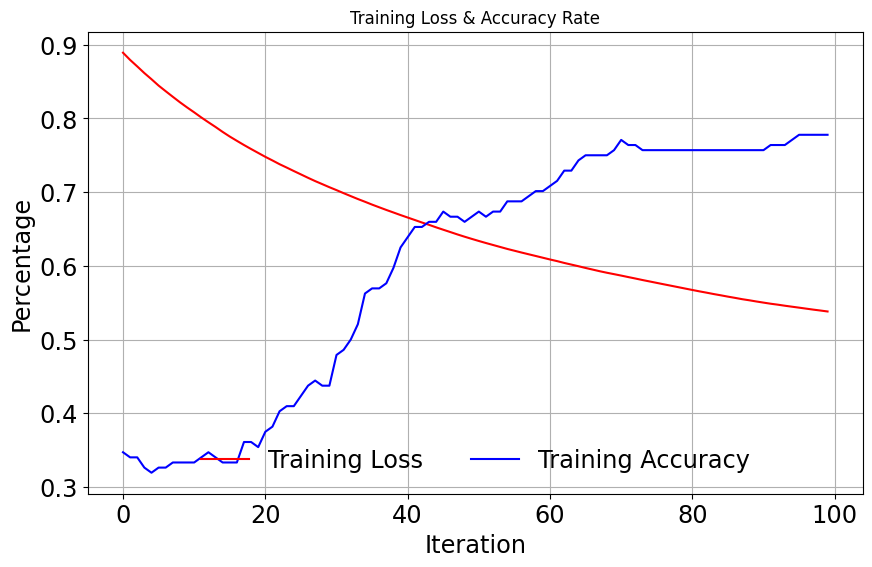 Training Loss & Accuracy Rate
0.9
0.8
0.7
0.6
0.5
0.4
0.3
Percentage
Training Loss
Training Accuracy
0 20 40 60 80 100
Iteration